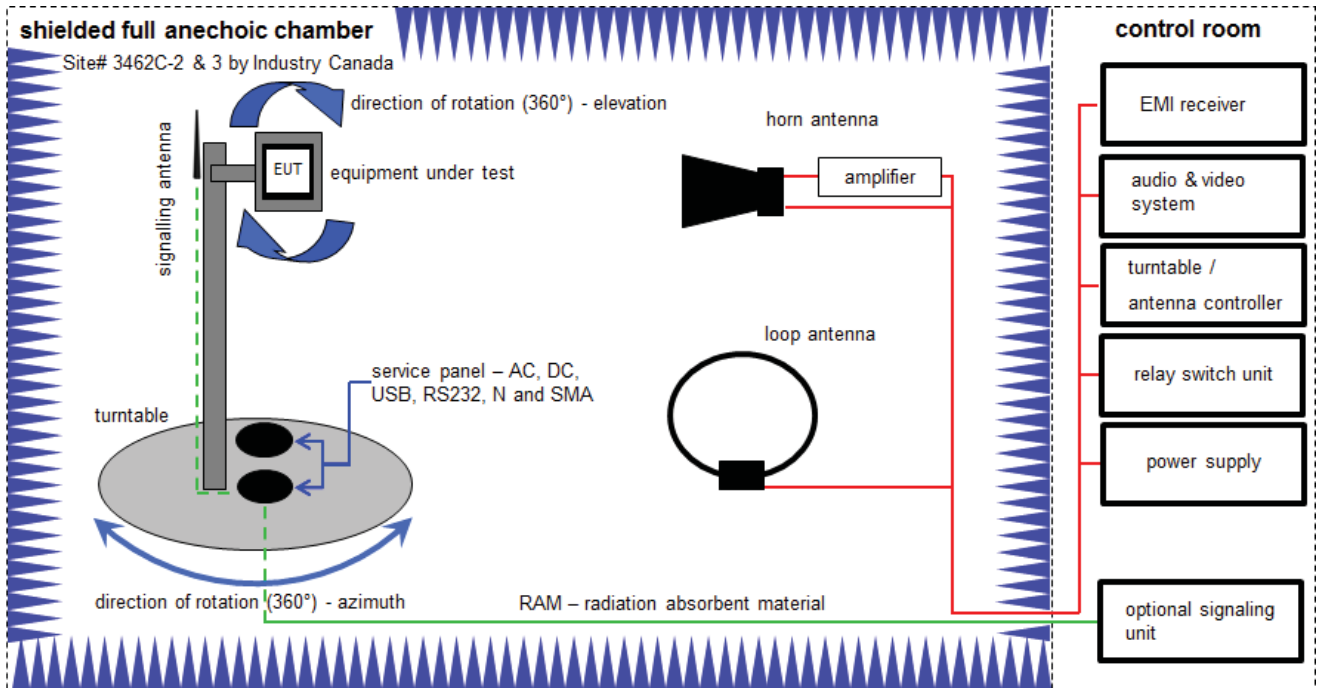 shielded full anechoic chamber
Site# 3462C-2 & 3 by Industry Canada
direction of rotation (360°) - elevation
signalling antenna
EUT
equipment under test
horn antenna
amplifier
loop antenna
service panel – AC, DC,
USB, RS232, N and SMA
turntable
direction of rotation (360°) - azimuth
RAM – radiation absorbent material
control room
EMI receiver
audio & video
system
turntable /
antenna controller
relay switch unit
power supply
optional signaling
unit